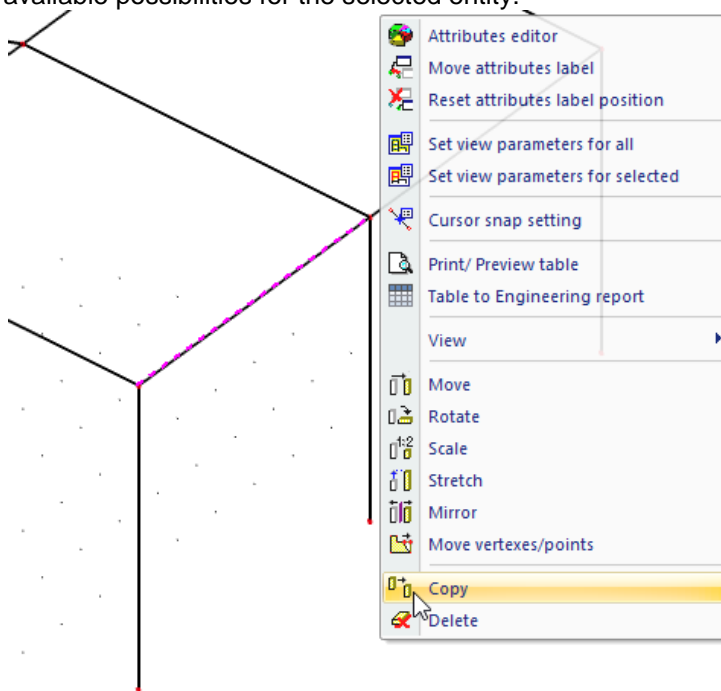 available possibilities for the selected entity.
Attributes editor
Move attributes label
Reset attributes label position
Set view parameters for all
Set view parameters for selected
Cursor snap setting
Print/ Preview table
Table to Engineering report
View
Move
Rotate
1:2
Scale
Stretch
Mirror
Move vertexes/points
Copy
Delete